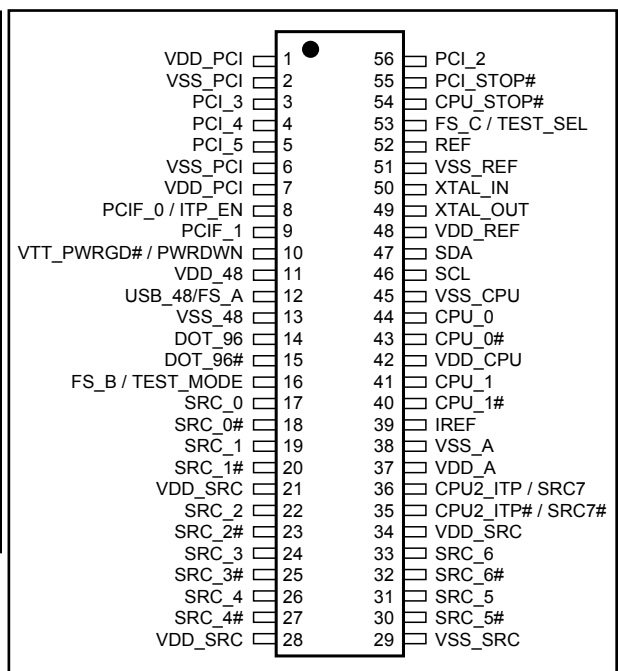 VDD_PCI 1 56 PCI_2
VSS_PCI 2 55 PCI_STOP#
PCI_3 3 54 CPU_STOP#
PCI_4 4 53 FS_C / TEST_SEL
PCI_5 5 52 REF
VSS_PCI 6 51 VSS_REF
VDD_PCI 7 50 XTAL_IN
PCIF_0 / ITP_EN 8 49 XTAL_OUT
PCIF_1 9 48 VDD_REF
VTT_PWRGD# / PWRDWN 10 47 SDA
VDD_48 11 46 SCL
USB_48/FS_A 12 45 VSS_CPU
VSS_48 13 44 CPU_0
DOT_96 14 43 CPU_0#
DOT_96# 15 42 VDD_CPU
FS_B / TEST_MODE 16 41 CPU_1
SRC_0 17 40 CPU_1#
SRC_0# 18 39 IREF
SRC_1 19 38 VSS_A
SRC_1# 20 37 VDD_A
VDD_SRC 21 36 CPU2_ITP / SRC7
SRC_2 22 35 CPU2_ITP# / SRC7#
SRC_2# 23 34 VDD_SRC
SRC_3 24 33 SRC_6
SRC_3# 25 32 SRC_6#
SRC_4 26 31 SRC_5
SRC_4# 27 30 SRC_5#
VDD_SRC 28 29 VSS_SRC